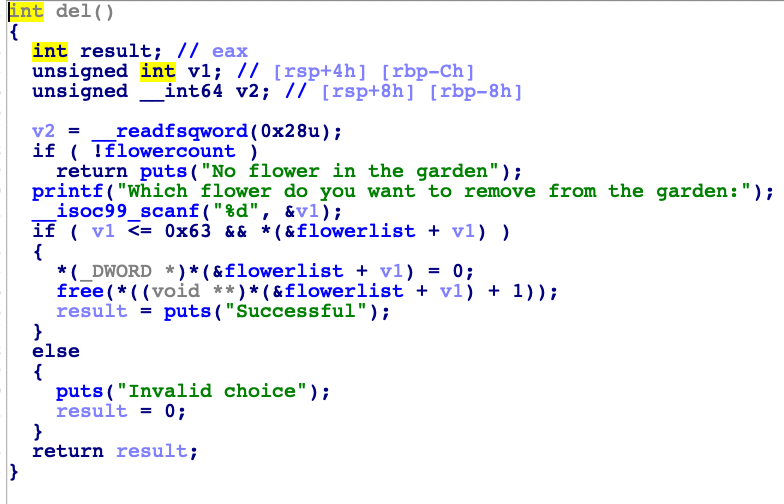 int del()
{
  int result; // eax
  unsigned int v1; // [rsp+4h] [rbp-Ch]
  unsigned __int64 v2; // [rsp+8h] [rbp-8h]

  v2 = __readfsqword(0x28u);
  if ( !flowercount )
    return puts("No flower in the garden");
  printf("Which flower do you want to remove from the garden:");
  __isoc99_scanf("%d", &v1);
  if ( v1 <= 0x63 && *(&flowerlist + v1) )
  {
    *(_DWORD *)*(&flowerlist + v1) = 0;
    free(*((void **)*(&flowerlist + v1) + 1));
    result = puts("Successful");
  }
  else
  {
    puts("Invalid choice");
    result = 0;
  }
  return result;
}